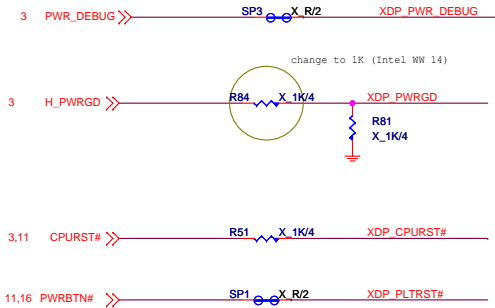 3 PWR_DEBUG SP3 X_R/2 XDP_PWR_DEBUG
change to 1K (Intel WW 14)
3 H_PWRGD R84 X_1K/4 XDP_PWRGD
R81
X_1K/4
3,11 CPURST# R51 X_1K/4 XDP_CPURST#
11,16 PWRBTN# SP1 X_R/2 XDP_PLTRST#